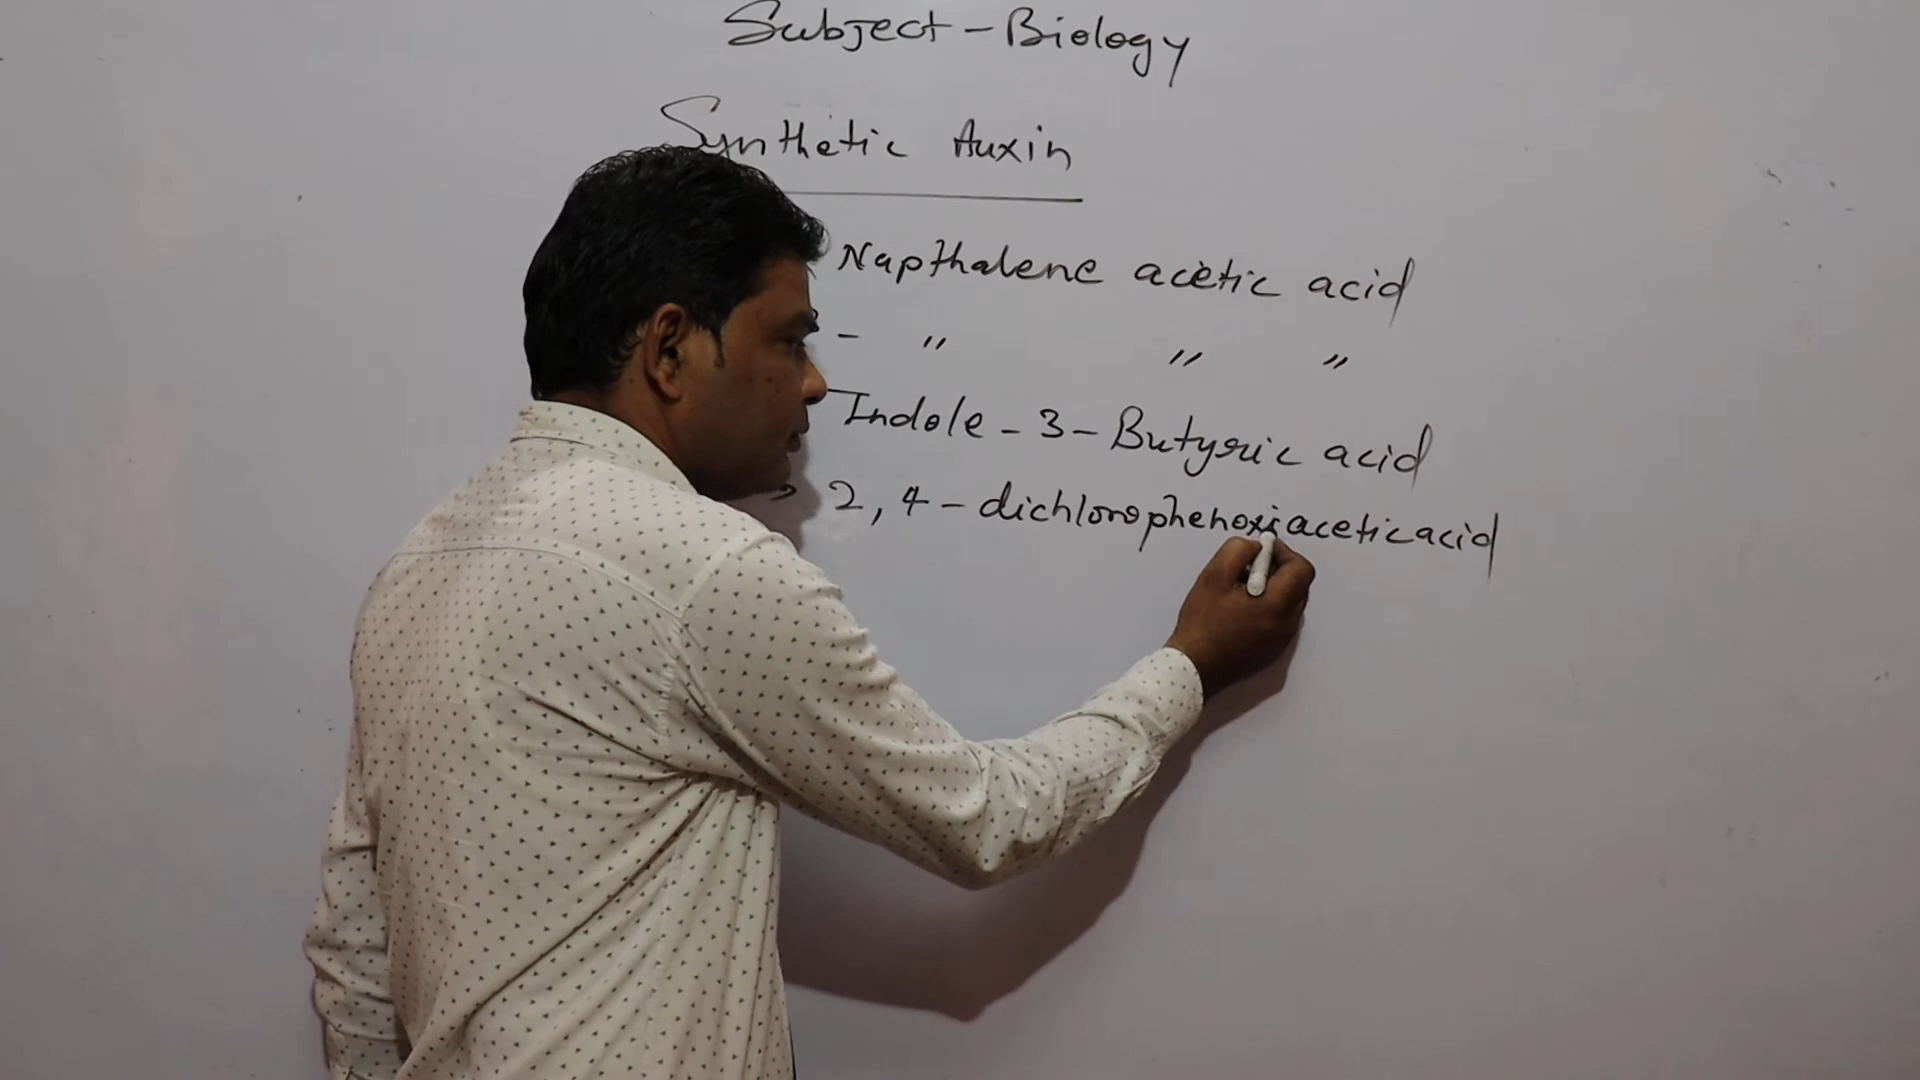 Subject - Biology
Synthetic Auxin
Napthalene acetic acid
- " " "
Indole - 3 - Butyric acid
2, 4 - dichlorophenoxiaceticacid